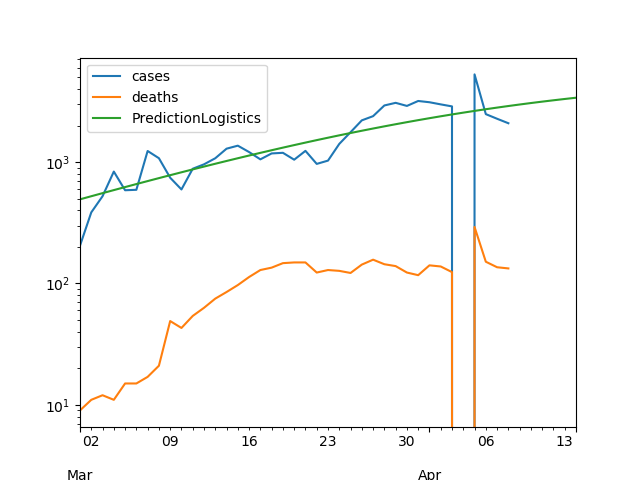 cases
deaths
PredictionLogistics
10³
10²
10¹
02 09 16 23 30 06 13
Mar Apr